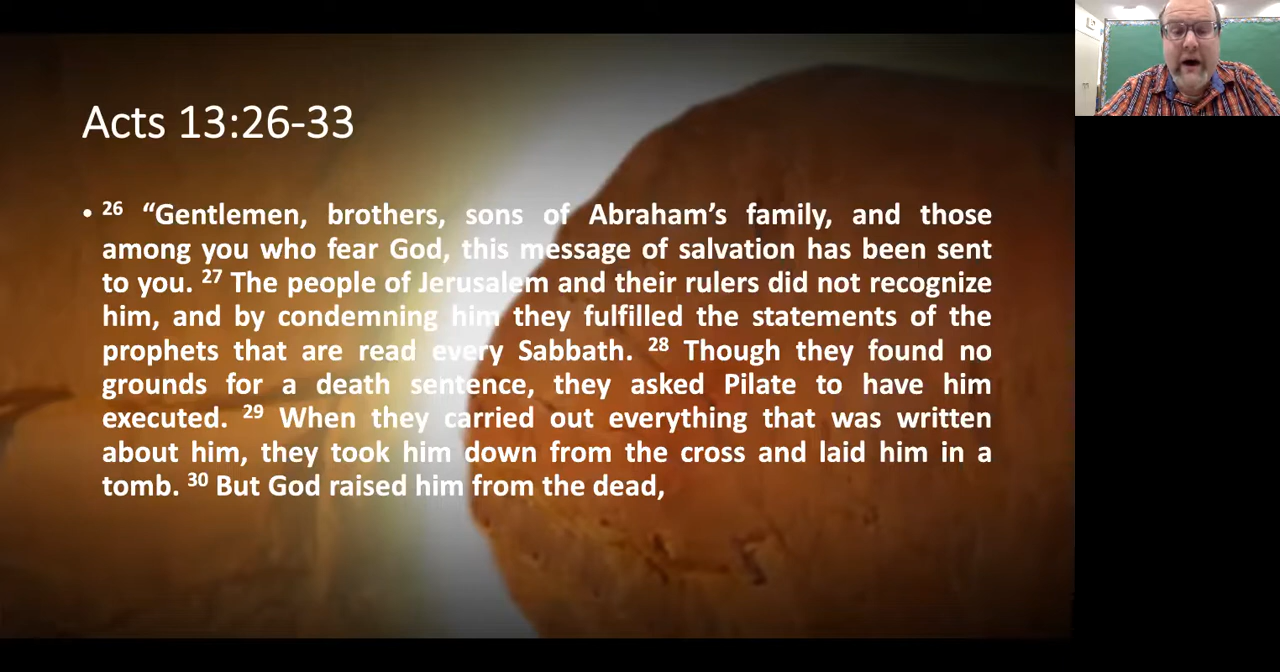 Acts 13:26-33
• 26 “Gentlemen, brothers, sons of Abraham’s family, and those
among you who fear God, this message of salvation has been sent
to you. 27 The people of Jerusalem and their rulers did not recognize
him, and by condemning him they fulfilled the statements of the
prophets that are read every Sabbath. 28 Though they found no
grounds for a death sentence, they asked Pilate to have him
executed. 29 When they carried out everything that was written
about him, they took him down from the cross and laid him in a
tomb. 30 But God raised him from the dead,